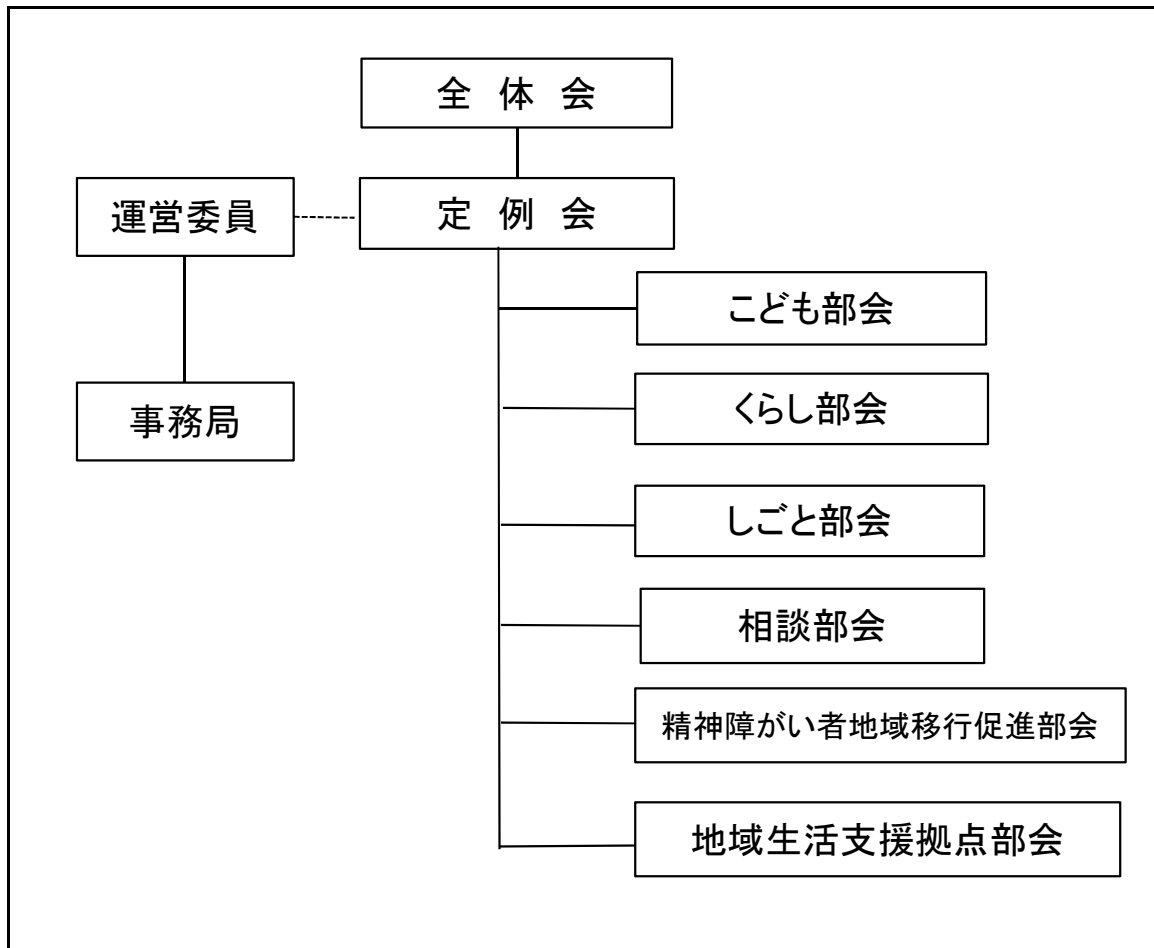 全 体 会
運営委員
定 例 会
こども部会
事務局
くらし部会
しごと部会
相談部会
精神障がい者地域移行促進部会
地域生活支援拠点部会